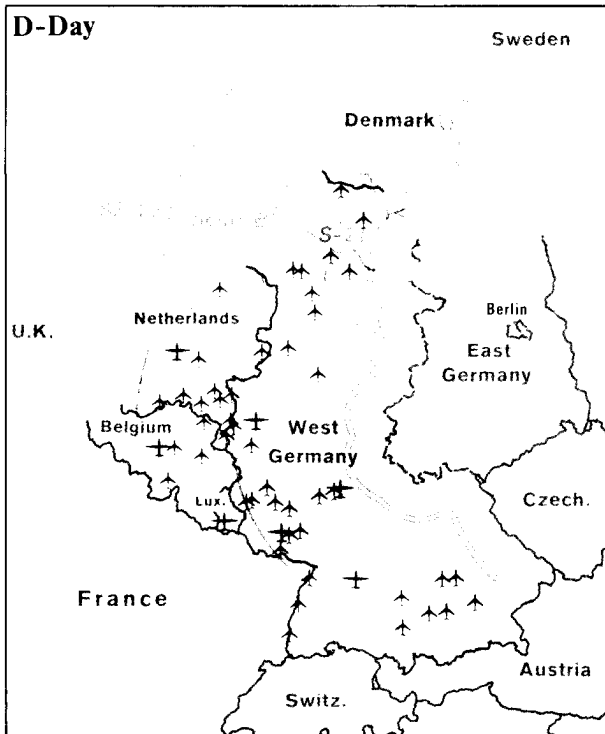 D-Day
Sweden
Denmark
Netherlands
U.K.
Berlin
East
Germany
Belgium
West
Germany
Lux.
Czech.
France
Austria
Switz.